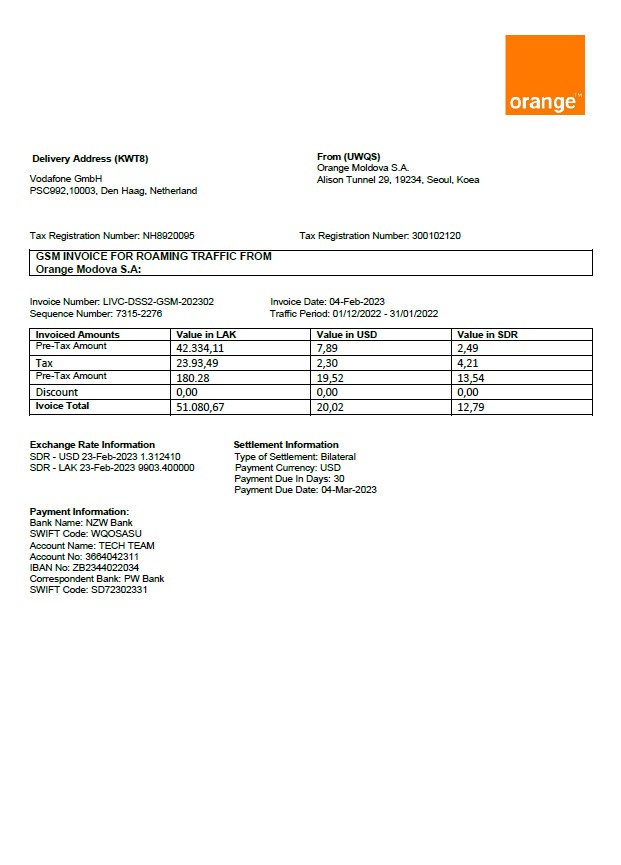 orange™
Delivery Address (KWT8)
Vodafone GmbH
PSC992,10003, Den Haag, Netherland
From (UWQS)
Orange Moldova S.A.
Alison Tunnel 29, 19234, Seoul, Koea
Tax Registration Number: NH8920095
Tax Registration Number: 300102120
GSM INVOICE FOR ROAMING TRAFFIC FROM
Orange Modova S.A:
Invoice Number: LIVC-DSS2-GSM-202302
Invoice Date: 04-Feb-2023
Sequence Number: 7315-2276
Traffic Period: 01/12/2022 - 31/01/2022
Invoiced Amounts Value in LAK Value in USD Value in SDR
Pre-Tax Amount 42.334,11 7,89 2,49
Tax 23.93,49 2,30 4,21
Pre-Tax Amount 180.28 19,52 13,54
Discount 0,00 0,00 0,00
Ivoice Total 51.080,67 20,02 12,79
Exchange Rate Information
SDR - USD 23-Feb-2023 1.312410
SDR - LAK 23-Feb-2023 9903.400000
Settlement Information
Type of Settlement: Bilateral
Payment Currency: USD
Payment Due In Days: 30
Payment Due Date: 04-Mar-2023
Payment Information:
Bank Name: NZW Bank
SWIFT Code: WQOSASU
Account Name: TECH TEAM
Account No: 3664042311
IBAN No: ZB2344022034
Correspondent Bank: PW Bank
SWIFT Code: SD72302331